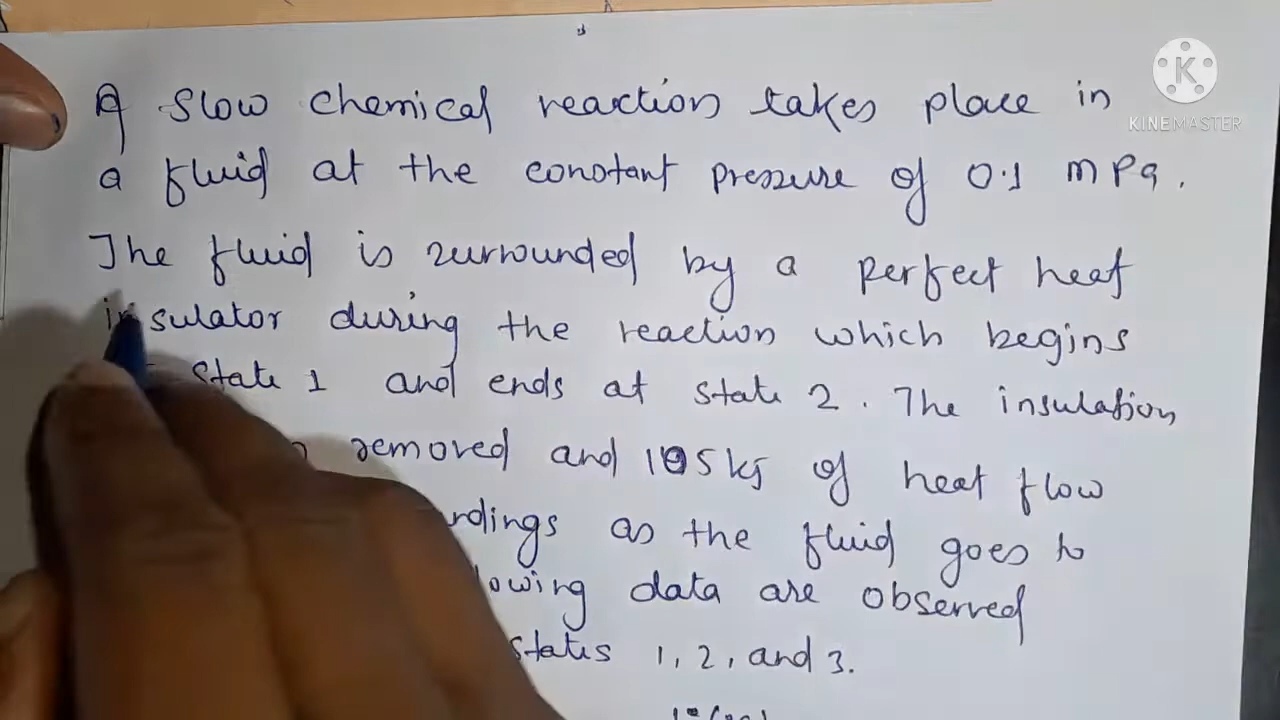 A slow chemical reaction takes place in
a fluid at the constant pressure of 0.1 mPa.
The fluid is surrounded by a perfect heat
insulator during the reaction which begins
state 1 and ends at state 2. The insulation
removed and 105 kJ of heat flow
as the fluid goes to
data are observed
states 1, 2, and 3.
KINEMASTER